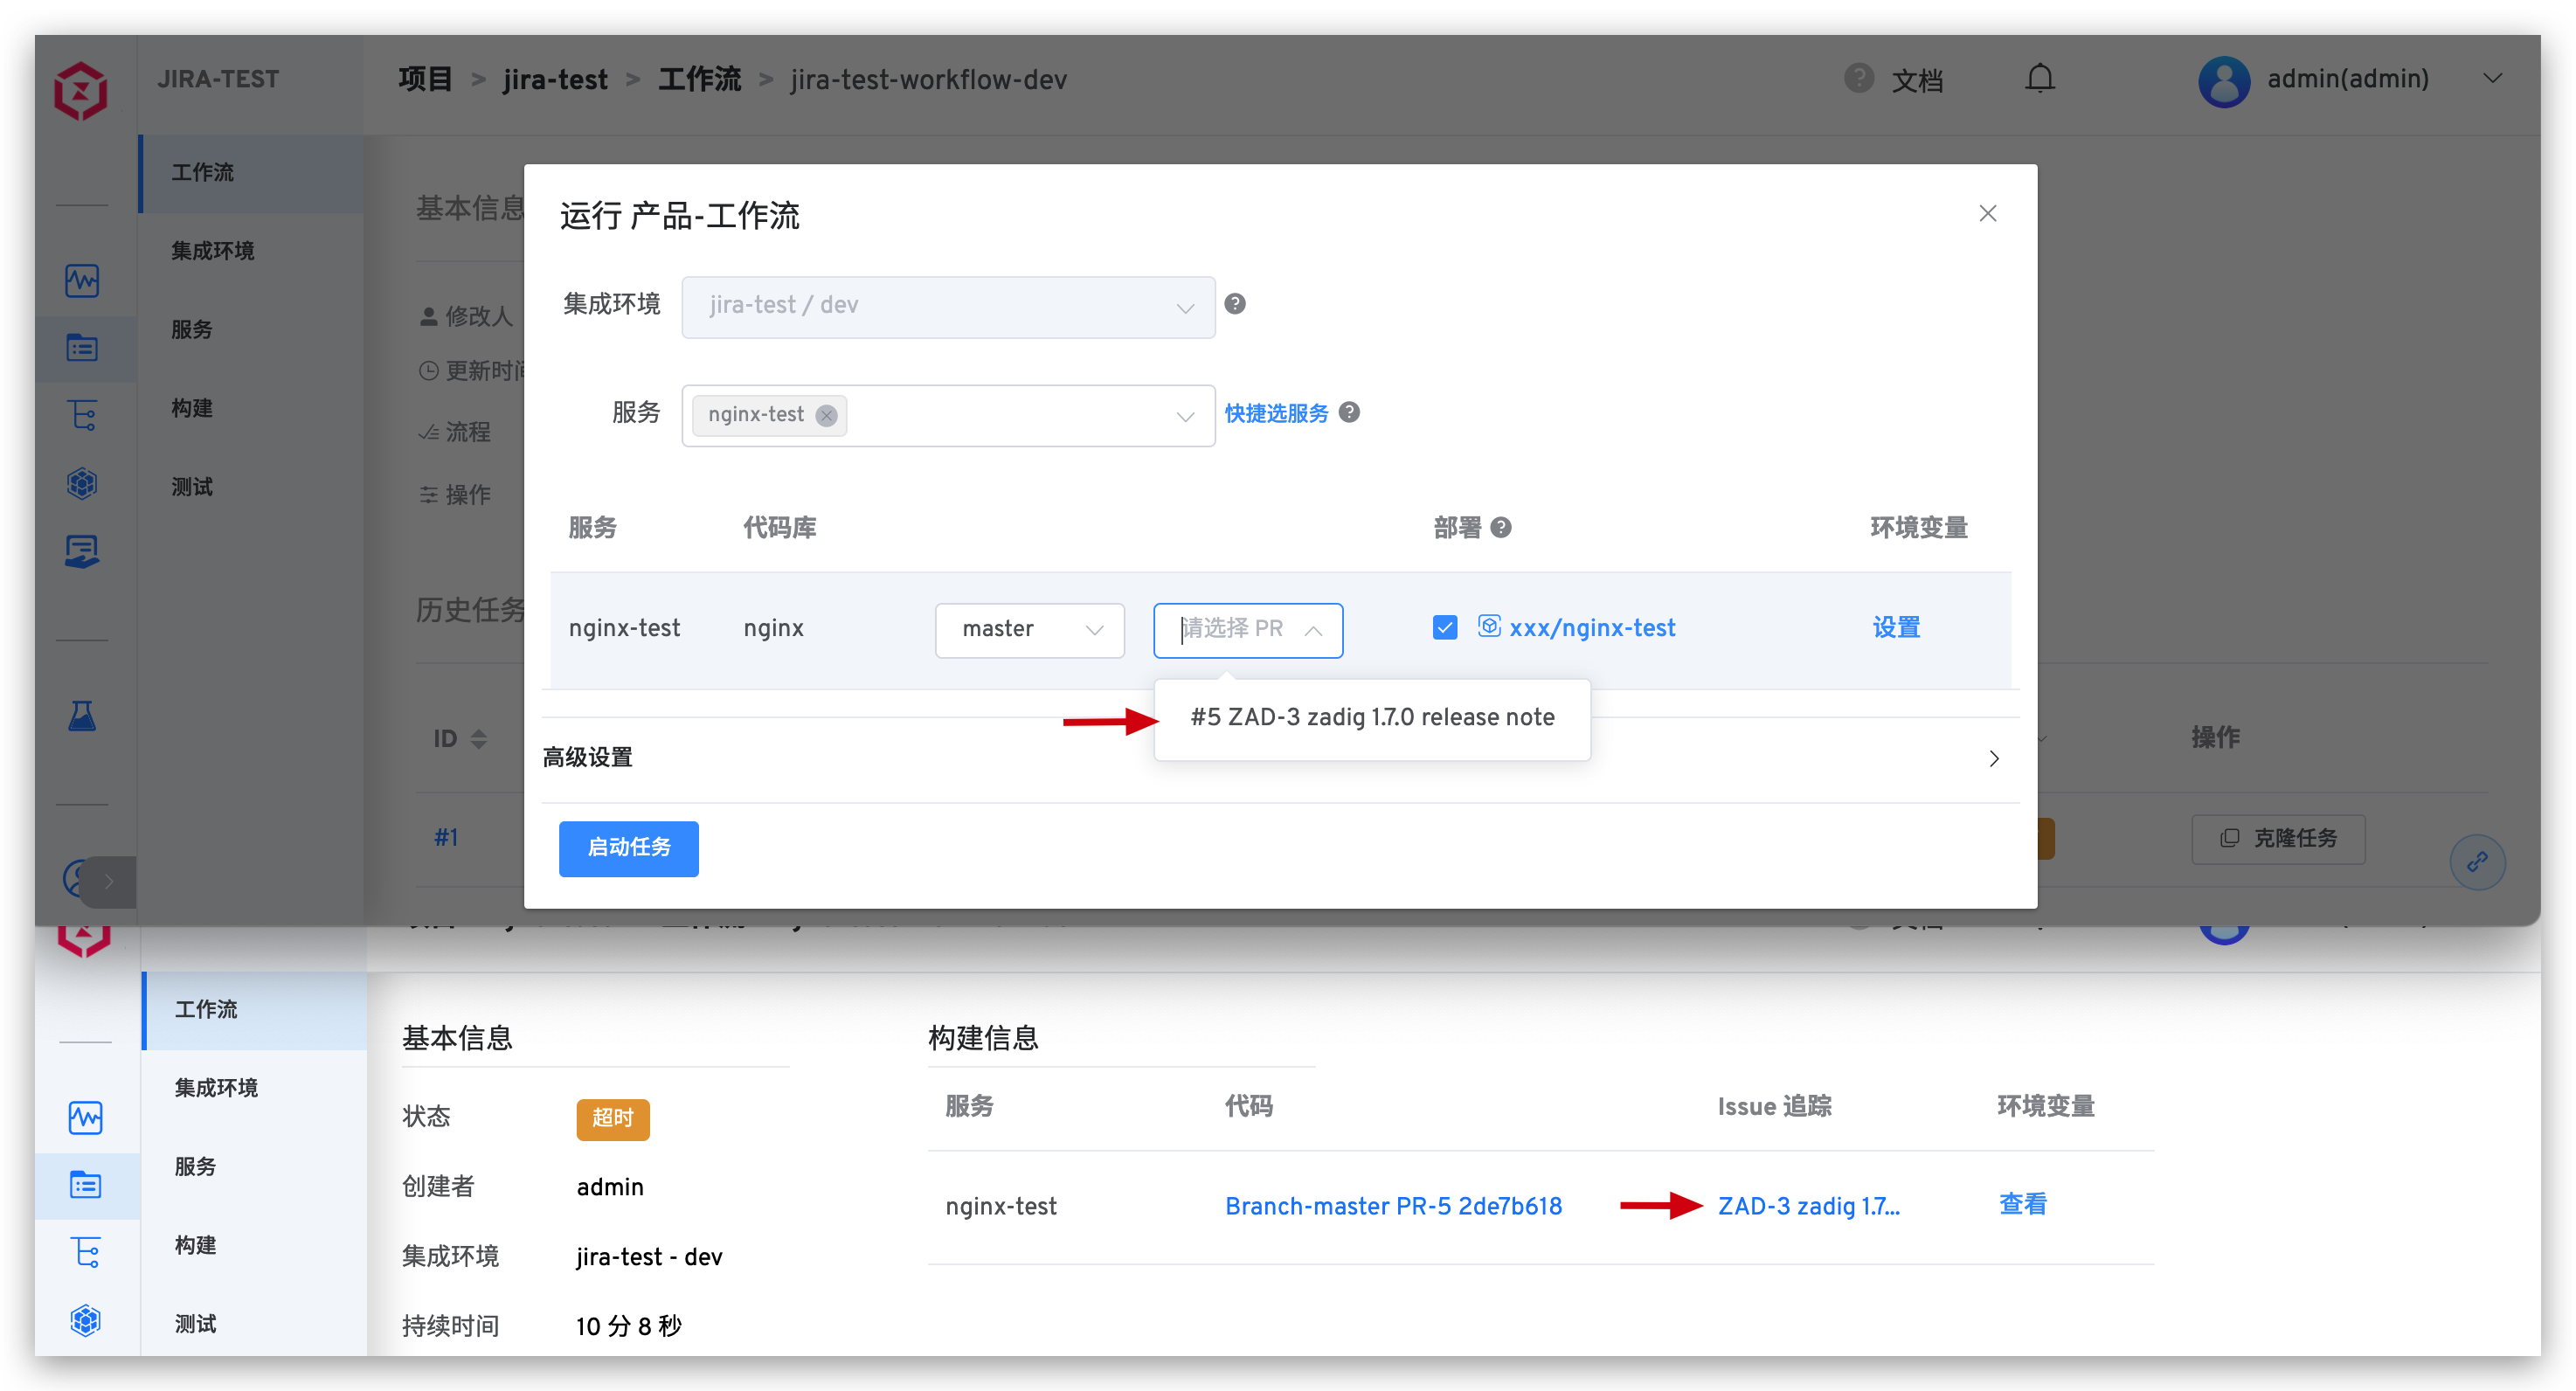 JIRA-TEST
项目 > jira-test > 工作流 > jira-test-workflow-dev
文档
admin(admin)
工作流
集成环境
服务
构建
测试
基本信息
修改人
更新时间
流程
操作
历史任务
ID
#1
操作
克隆任务
运行 产品-工作流
集成环境 jira-test / dev
服务 nginx-test 快捷选服务
服务 代码库 部署 环境变量
nginx-test nginx master 请选择 PR xxx/nginx-test 设置
#5 ZAD-3 zadig 1.7.0 release note
高级设置
启动任务
工作流
集成环境
服务
构建
测试
基本信息
状态 超时
创建者 admin
集成环境 jira-test - dev
持续时间 10 分 8 秒
构建信息
服务 代码 Issue 追踪 环境变量
nginx-test Branch-master PR-5 2de7b618 ZAD-3 zadig 1.7... 查看